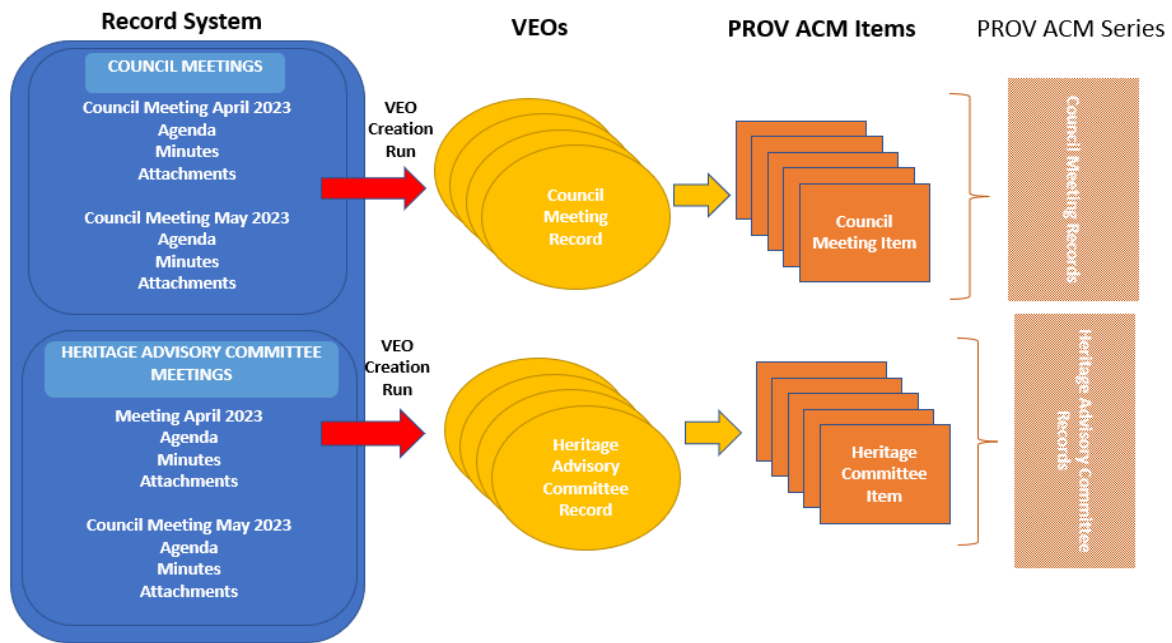 Record System
VEOs
PROV ACM Items
PROV ACM Series
COUNCIL MEETINGS
Council Meeting April 2023
Agenda
Minutes
Attachments
Council Meeting May 2023
Agenda
Minutes
Attachments
VEO
Creation
Run
Council
Meeting
Record
Council
Meeting Item
Council Meeting Records
HERITAGE ADVISORY COMMITTEE
MEETINGS
Meeting April 2023
Agenda
Minutes
Attachments
Council Meeting May 2023
Agenda
Minutes
Attachments
VEO
Creation
Run
Heritage
Advisory
Committee
Record
Heritage
Committee
Item
Heritage Advisory Committee
Records